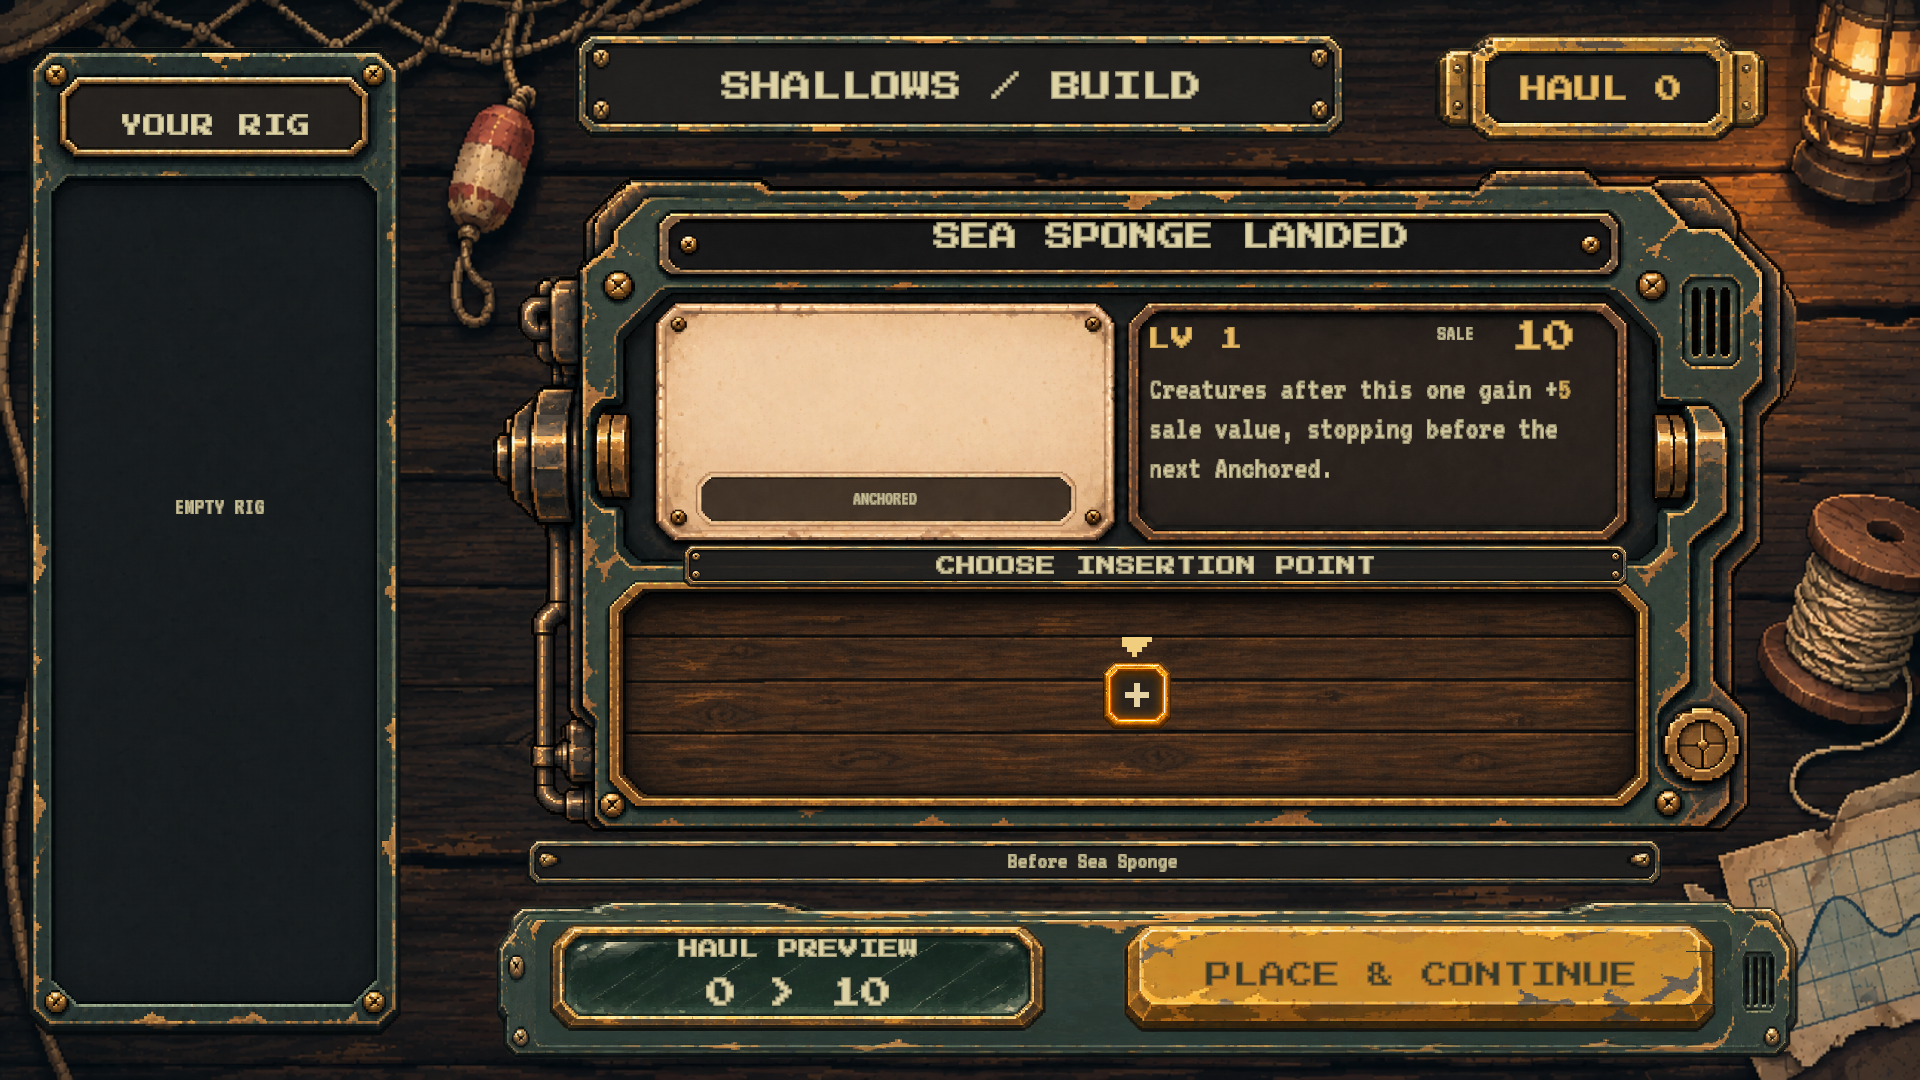 YOUR RIG
EMPTY RIG
SHALLOWS / BUILD
HAUL 0
SEA SPONGE LANDED
ANCHORED
LV 1
SALE 10
Creatures after this one gain +5
sale value, stopping before the
next Anchored.
CHOOSE INSERTION POINT
+
Before Sea Sponge
HAUL PREVIEW
0 > 10
PLACE & CONTINUE